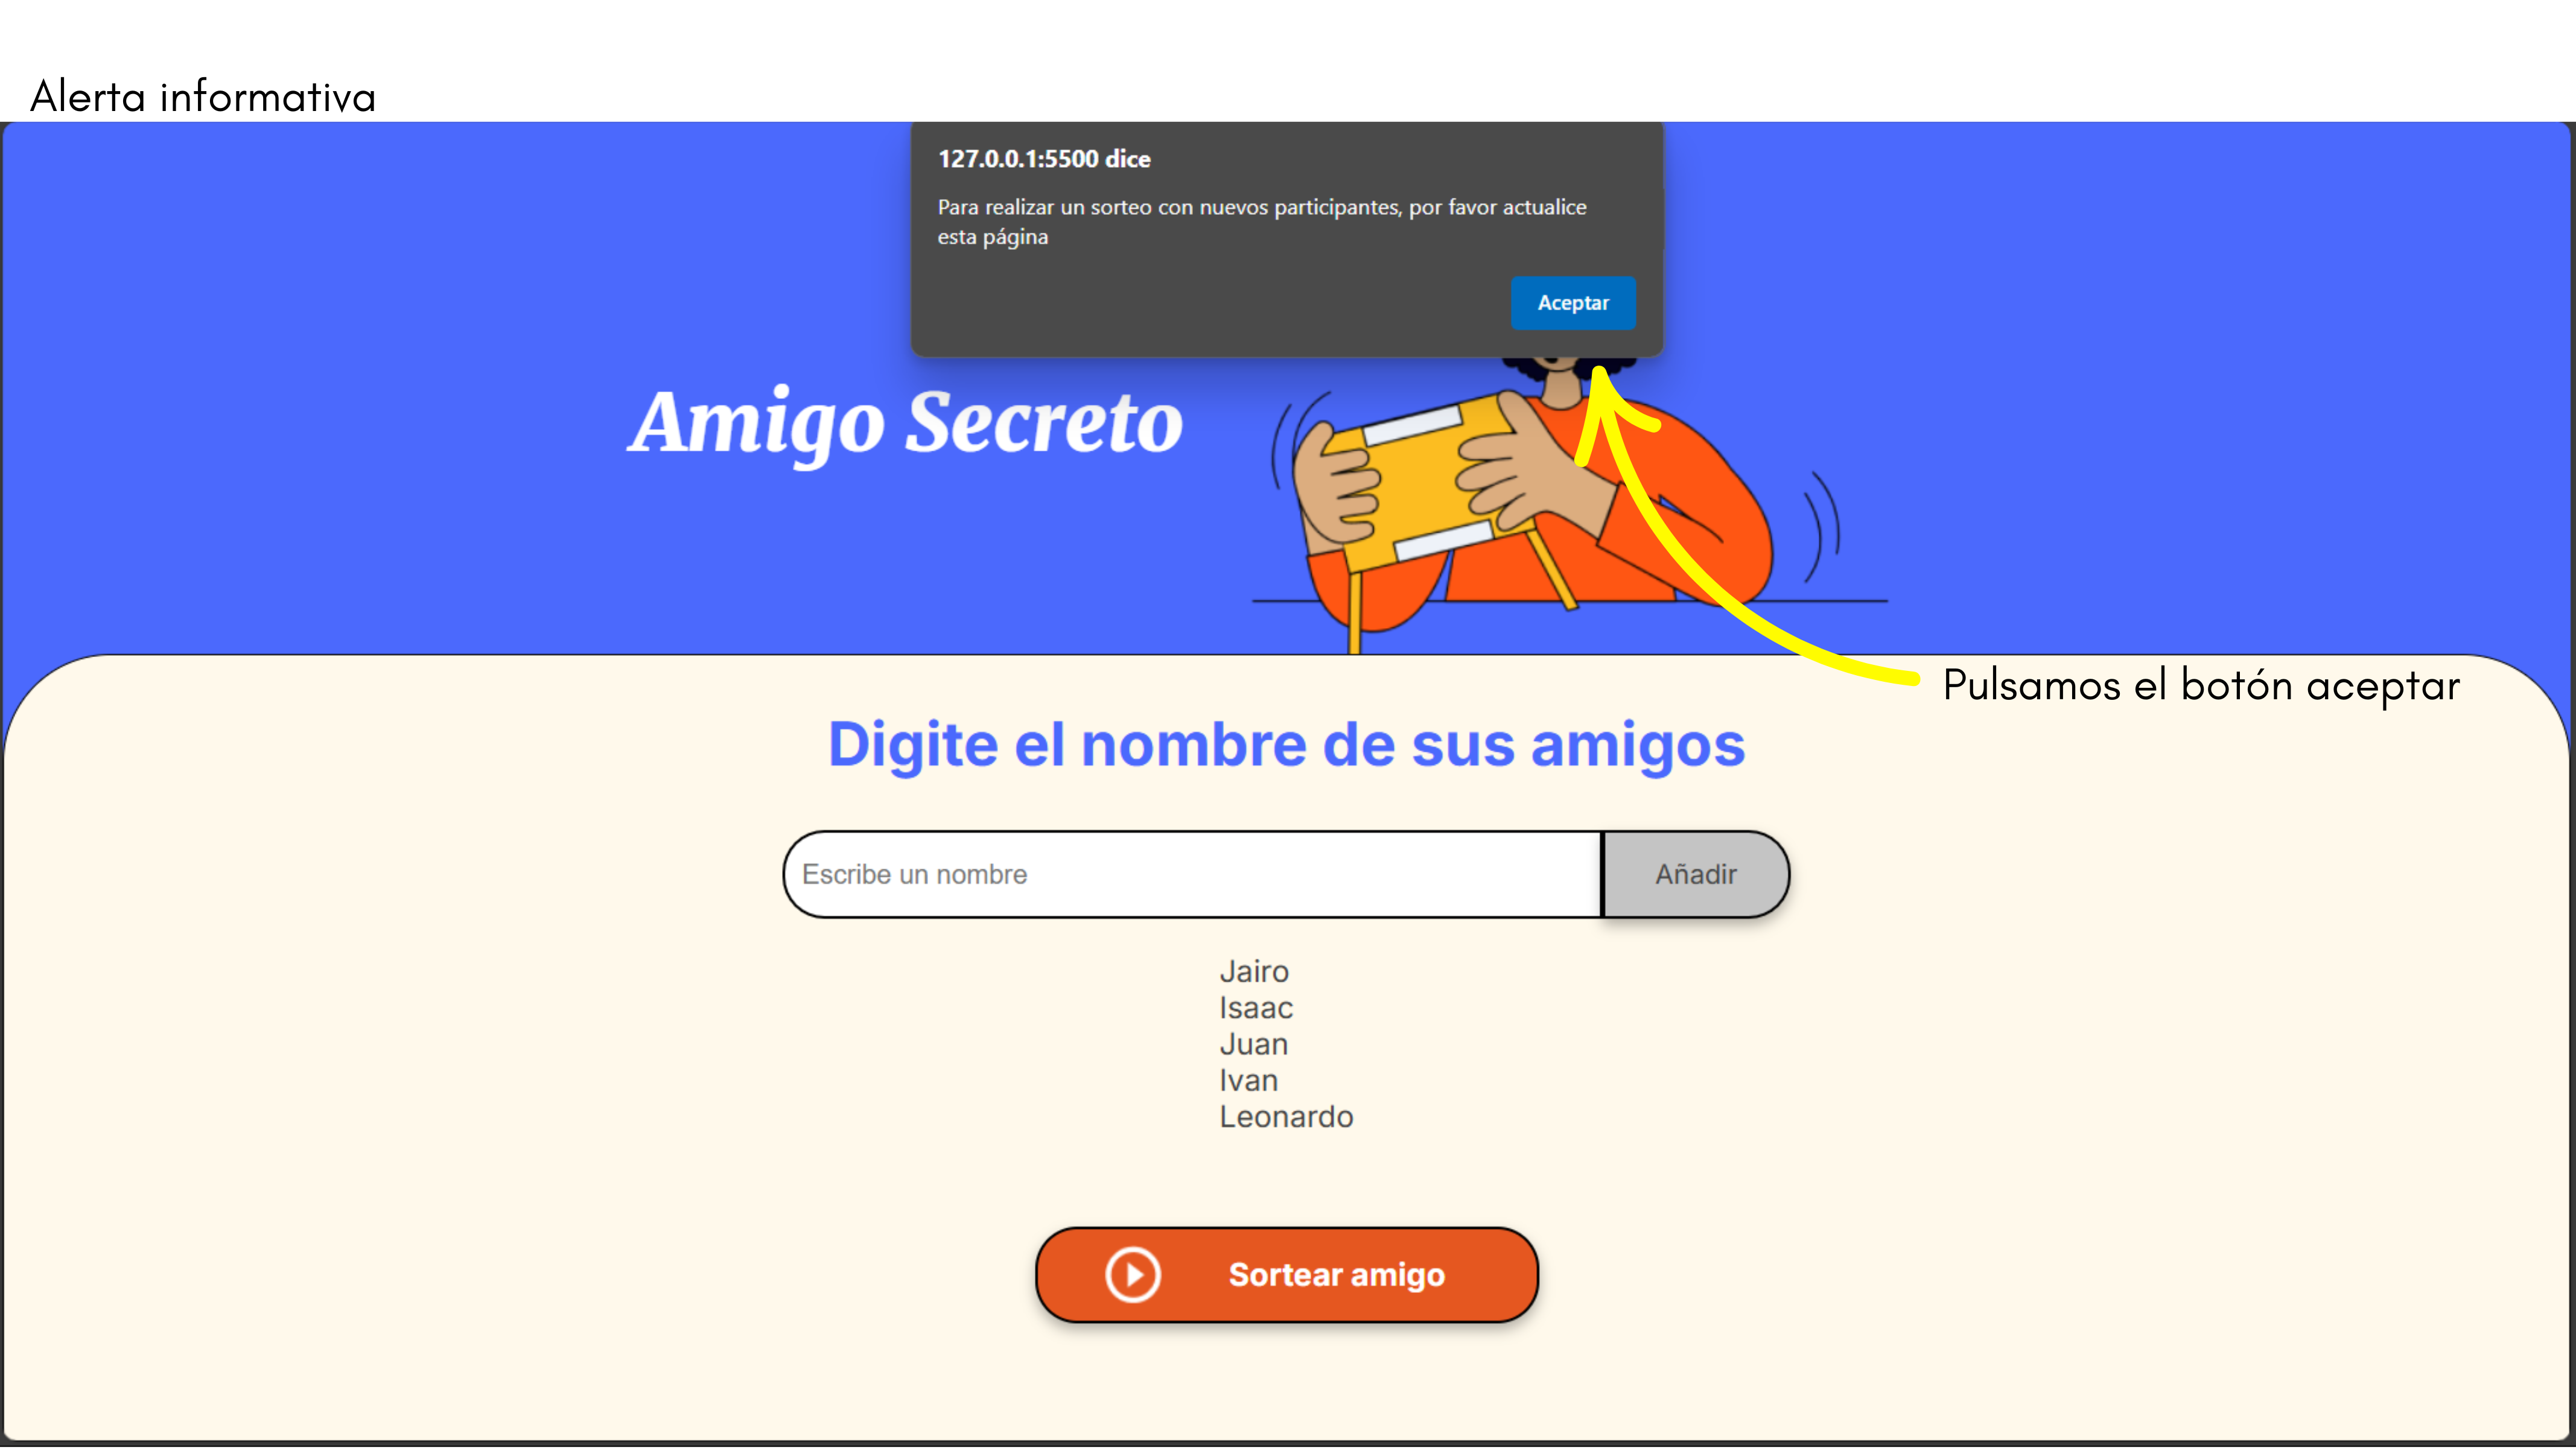 Alerta informativa
127.0.0.1:5500 dice
Para realizar un sorteo con nuevos participantes, por favor actualice
esta página
Aceptar
Amigo Secreto
Pulsamos el botón aceptar
Digite el nombre de sus amigos
Escribe un nombre
Añadir
Jairo
Isaac
Juan
Ivan
Leonardo
Sortear amigo